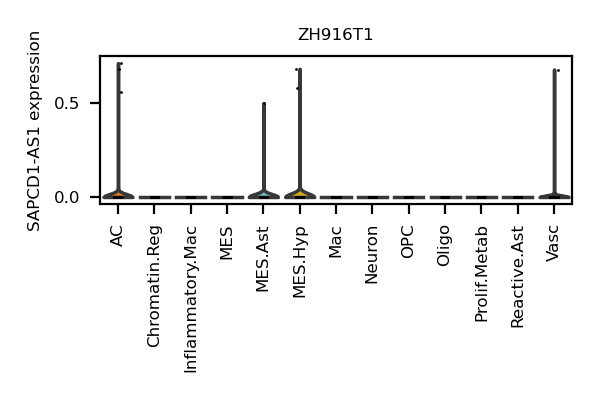 ZH916T1
SAPCD1-AS1 expression
0.5
0.0
AC
Chromatin.Reg
Inflammatory.Mac
MES
MES.Ast
MES.Hyp
Mac
Neuron
OPC
Oligo
Prolif.Metab
Reactive.Ast
Vasc